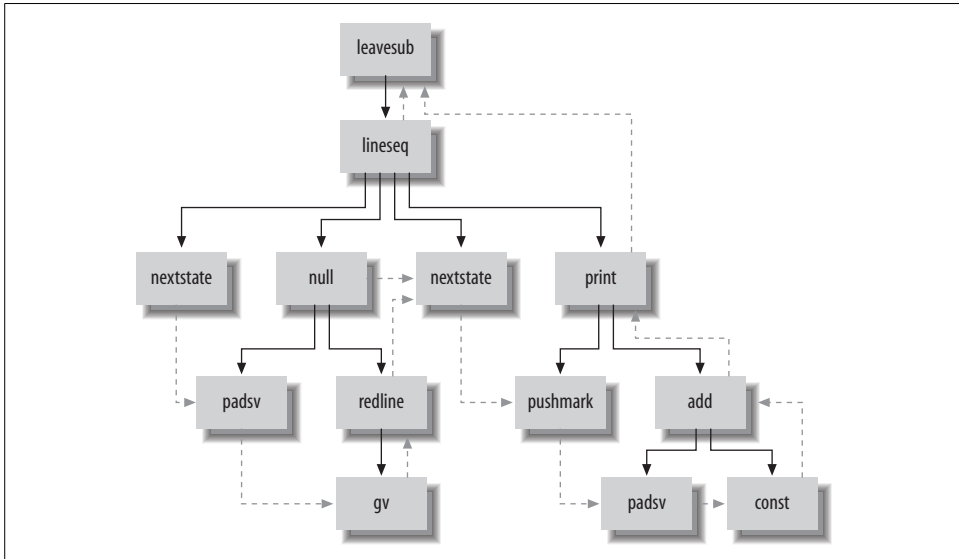 leavesub
lineseq
nextstate
null
nextstate
print
padsv
redline
pushmark
add
gv
padsv
const